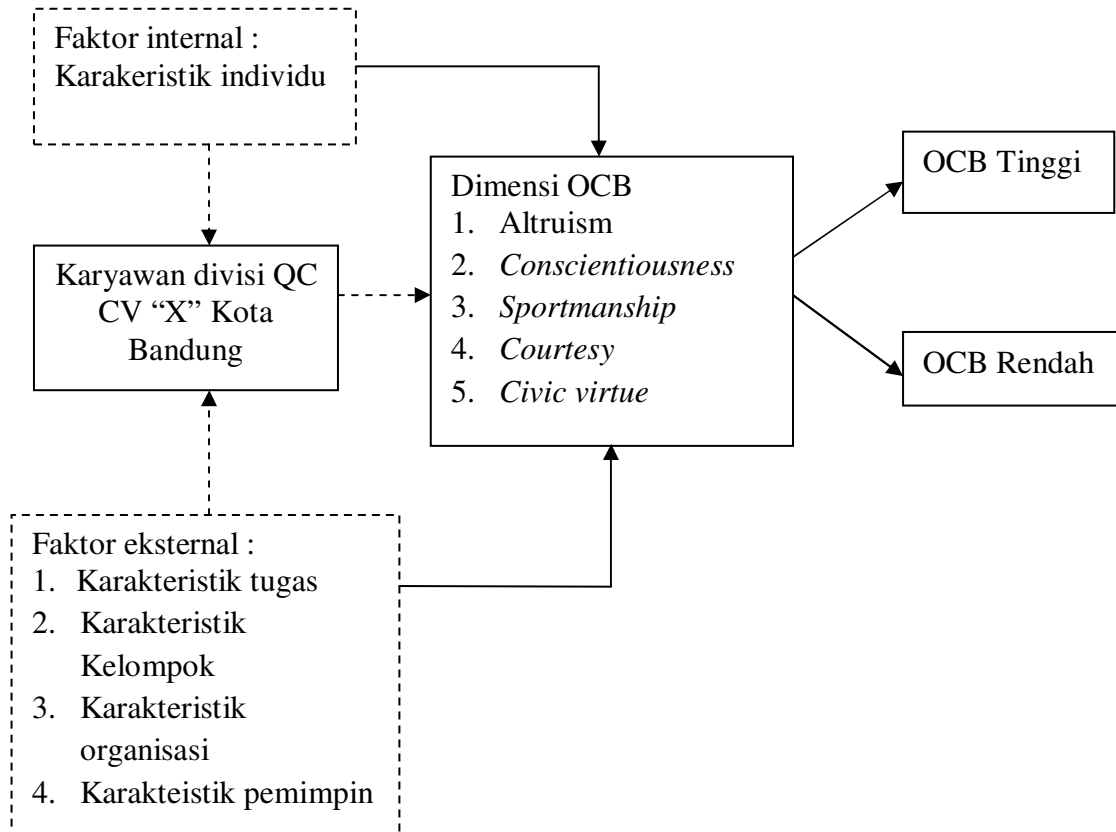 Faktor internal :
Karakeristik individu
Karyawan divisi QC
CV “X” Kota
Bandung
Faktor eksternal :
1. Karakteristik tugas
2. Karakteristik
Kelompok
3. Karakteristik
organisasi
4. Karakteistik pemimpin
Dimensi OCB
1. Altruism
2. Conscientiousness
3. Sportmanship
4. Courtesy
5. Civic virtue
OCB Tinggi
OCB Rendah